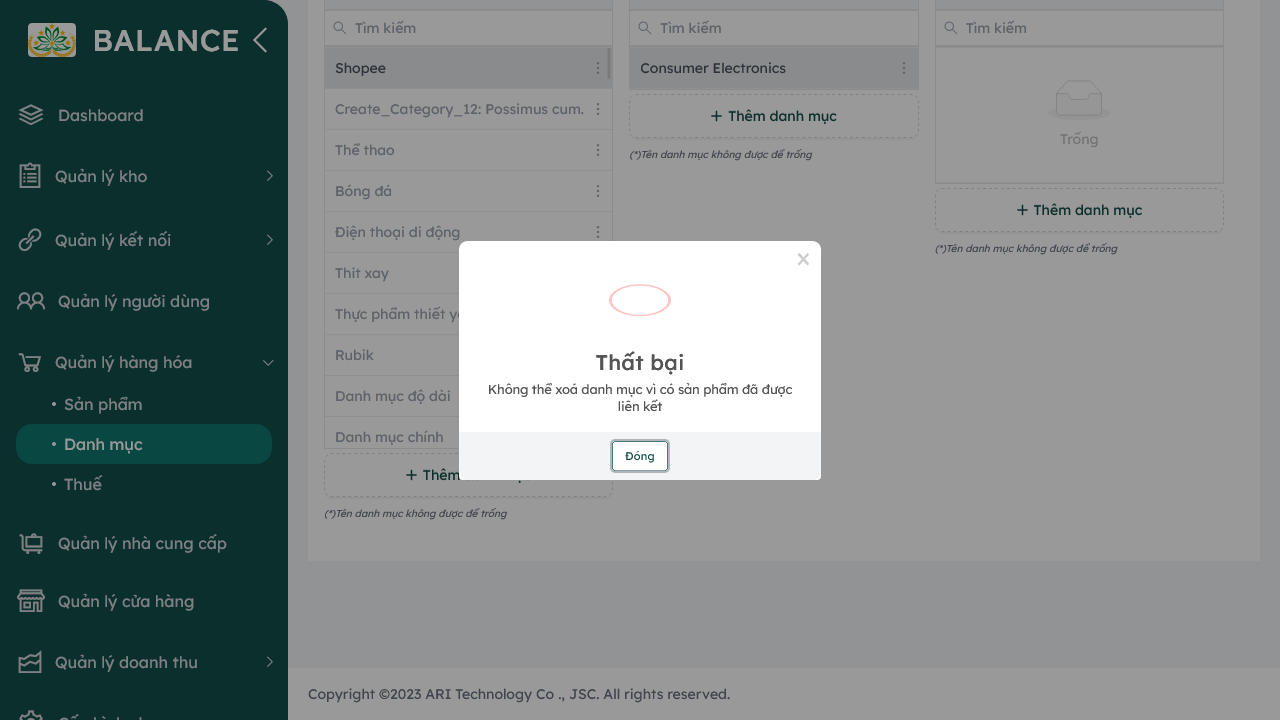 BALANCE
Dashboard
Quản lý kho
Quản lý kết nối
Quản lý người dùng
Quản lý hàng hóa
Sản phẩm
Danh mục
Thuế
Quản lý nhà cung cấp
Quản lý cửa hàng
Quản lý doanh thu
Tìm kiếm
Shopee
Create_Category_12: Possimus cum.
Thể thao
Bóng đá
Điện thoại di động
Thit xay
Thực phẩm thiết
Rubik
Danh mục độ dài
Danh mục chính
+ Thêm
(*)Tên danh mục không được để trống
Tìm kiếm
Consumer Electronics
+ Thêm danh mục
(*)Tên danh mục không được để trống
Tìm kiếm
Trống
+ Thêm danh mục
(*)Tên danh mục không được để trống
×
Thất bại
Không thể xoá danh mục vì có sản phẩm đã được
liên kết
Đóng
Copyright ©2023 ARI Technology Co ., JSC. All rights reserved.